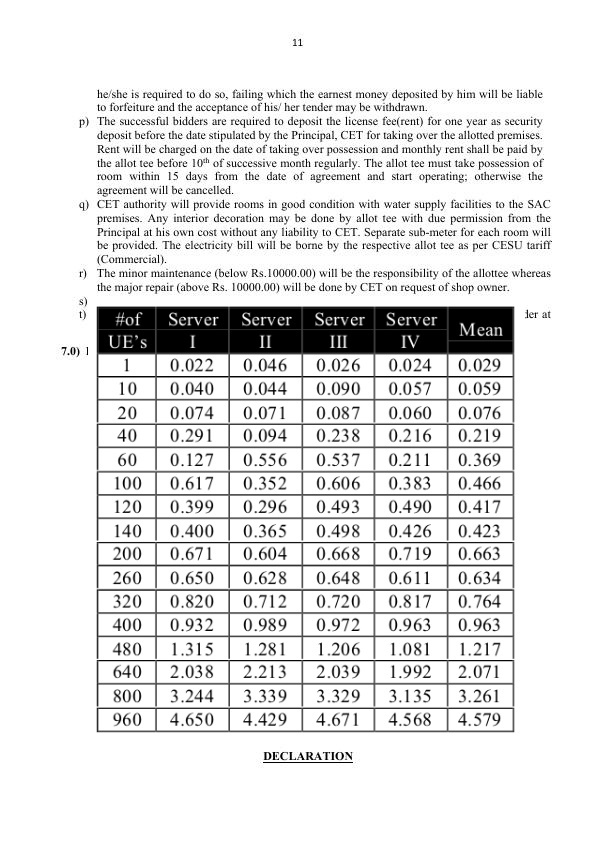 11
he/she is required to do so, failing which the earnest money deposited by him will be liable
to forfeiture and the acceptance of his/ her tender may be withdrawn.
p) The successful bidders are required to deposit the license fee(rent) for one year as security
deposit before the date stipulated by the Principal, CET for taking over the allotted premises.
Rent will be charged on the date of taking over possession and monthly rent shall be paid by
the allot tee before 10th of successive month regularly. The allot tee must take possession of
room within 15 days from the date of agreement and start operating; otherwise the
agreement will be cancelled.
q) CET authority will provide rooms in good condition with water supply facilities to the SAC
premises. Any interior decoration may be done by allot tee with due permission from the
Principal at his own cost without any liability to CET. Separate sub-meter for each room will
be provided. The electricity bill will be borne by the respective allot tee as per CESU tariff
(Commercial).
r) The minor maintenance (below Rs.10000.00) will be the responsibility of the allottee whereas
the major repair (above Rs. 10000.00) will be done by CET on request of shop owner.
s)
t) at
7.0)
#of UE's Server I Server II Server III Server IV Mean
1 0.022 0.046 0.026 0.024 0.029
10 0.040 0.044 0.090 0.057 0.059
20 0.074 0.071 0.087 0.060 0.076
40 0.291 0.094 0.238 0.216 0.219
60 0.127 0.556 0.537 0.211 0.369
100 0.617 0.352 0.606 0.383 0.466
120 0.399 0.296 0.493 0.490 0.417
140 0.400 0.365 0.498 0.426 0.423
200 0.671 0.604 0.668 0.719 0.663
260 0.650 0.628 0.648 0.611 0.634
320 0.820 0.712 0.720 0.817 0.764
400 0.932 0.989 0.972 0.963 0.963
480 1.315 1.281 1.206 1.081 1.217
640 2.038 2.213 2.039 1.992 2.071
800 3.244 3.339 3.329 3.135 3.261
960 4.650 4.429 4.671 4.568 4.579
DECLARATION